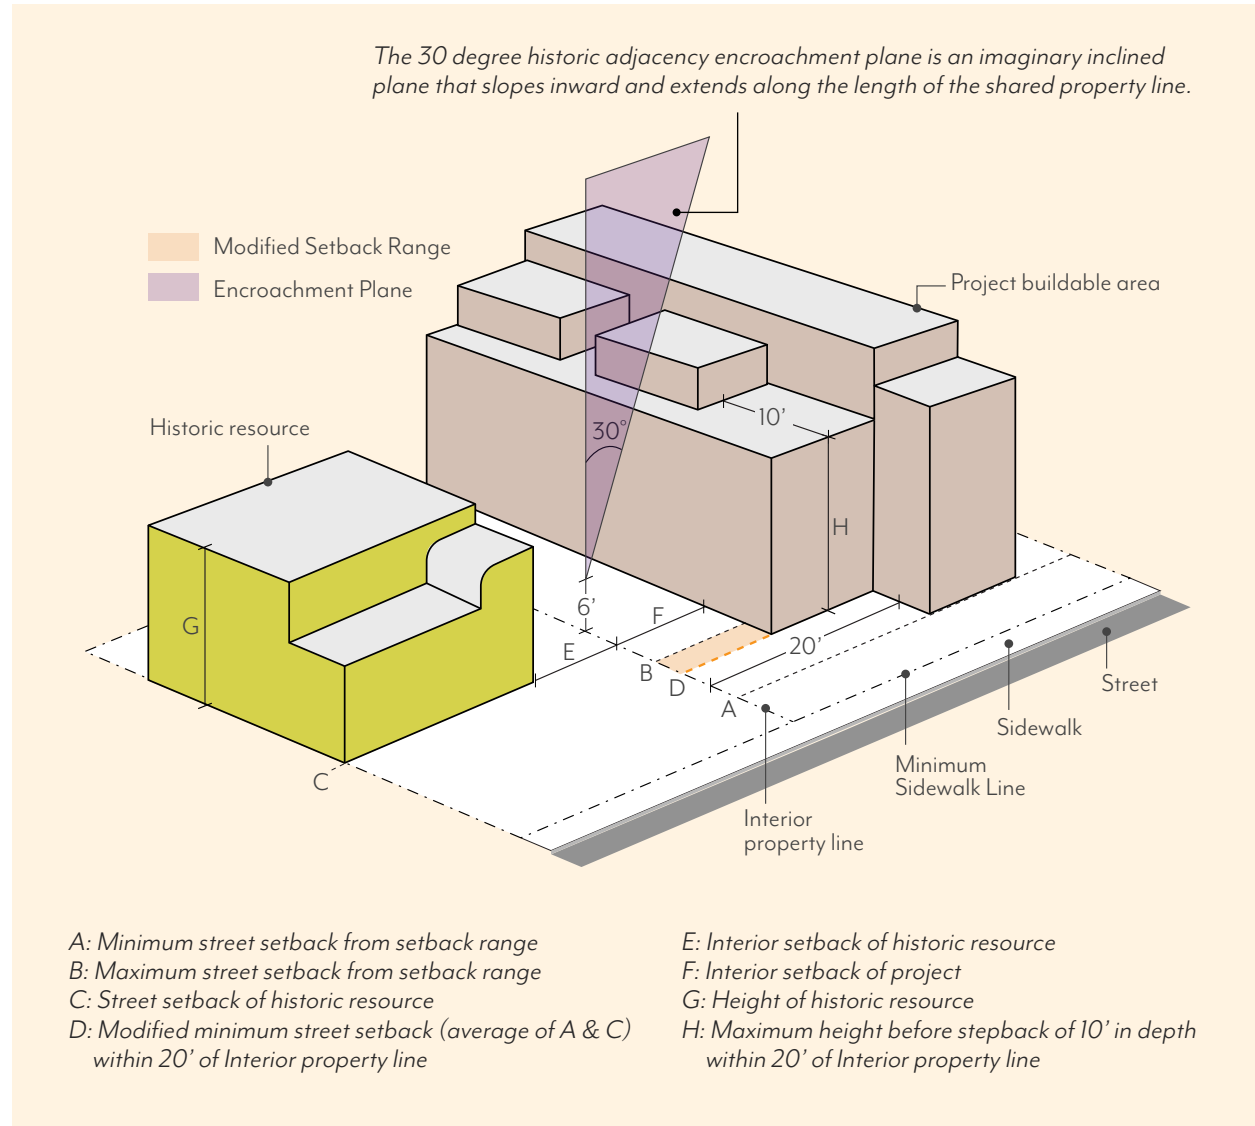 The 30 degree historic adjacency encroachment plane is an imaginary inclined
plane that slopes inward and extends along the length of the shared property line.
Modified Setback Range
Encroachment Plane
Project buildable area
Historic resource
10’
30°
H
G
6’
F
E
20’
B
D
A
C
Street
Sidewalk
Minimum
Sidewalk Line
Interior
property line
A: Minimum street setback from setback range
B: Maximum street setback from setback range
C: Street setback of historic resource
D: Modified minimum street setback (average of A & C)
within 20’ of Interior property line
E: Interior setback of historic resource
F: Interior setback of project
G: Height of historic resource
H: Maximum height before stepback of 10’ in depth
within 20’ of Interior property line